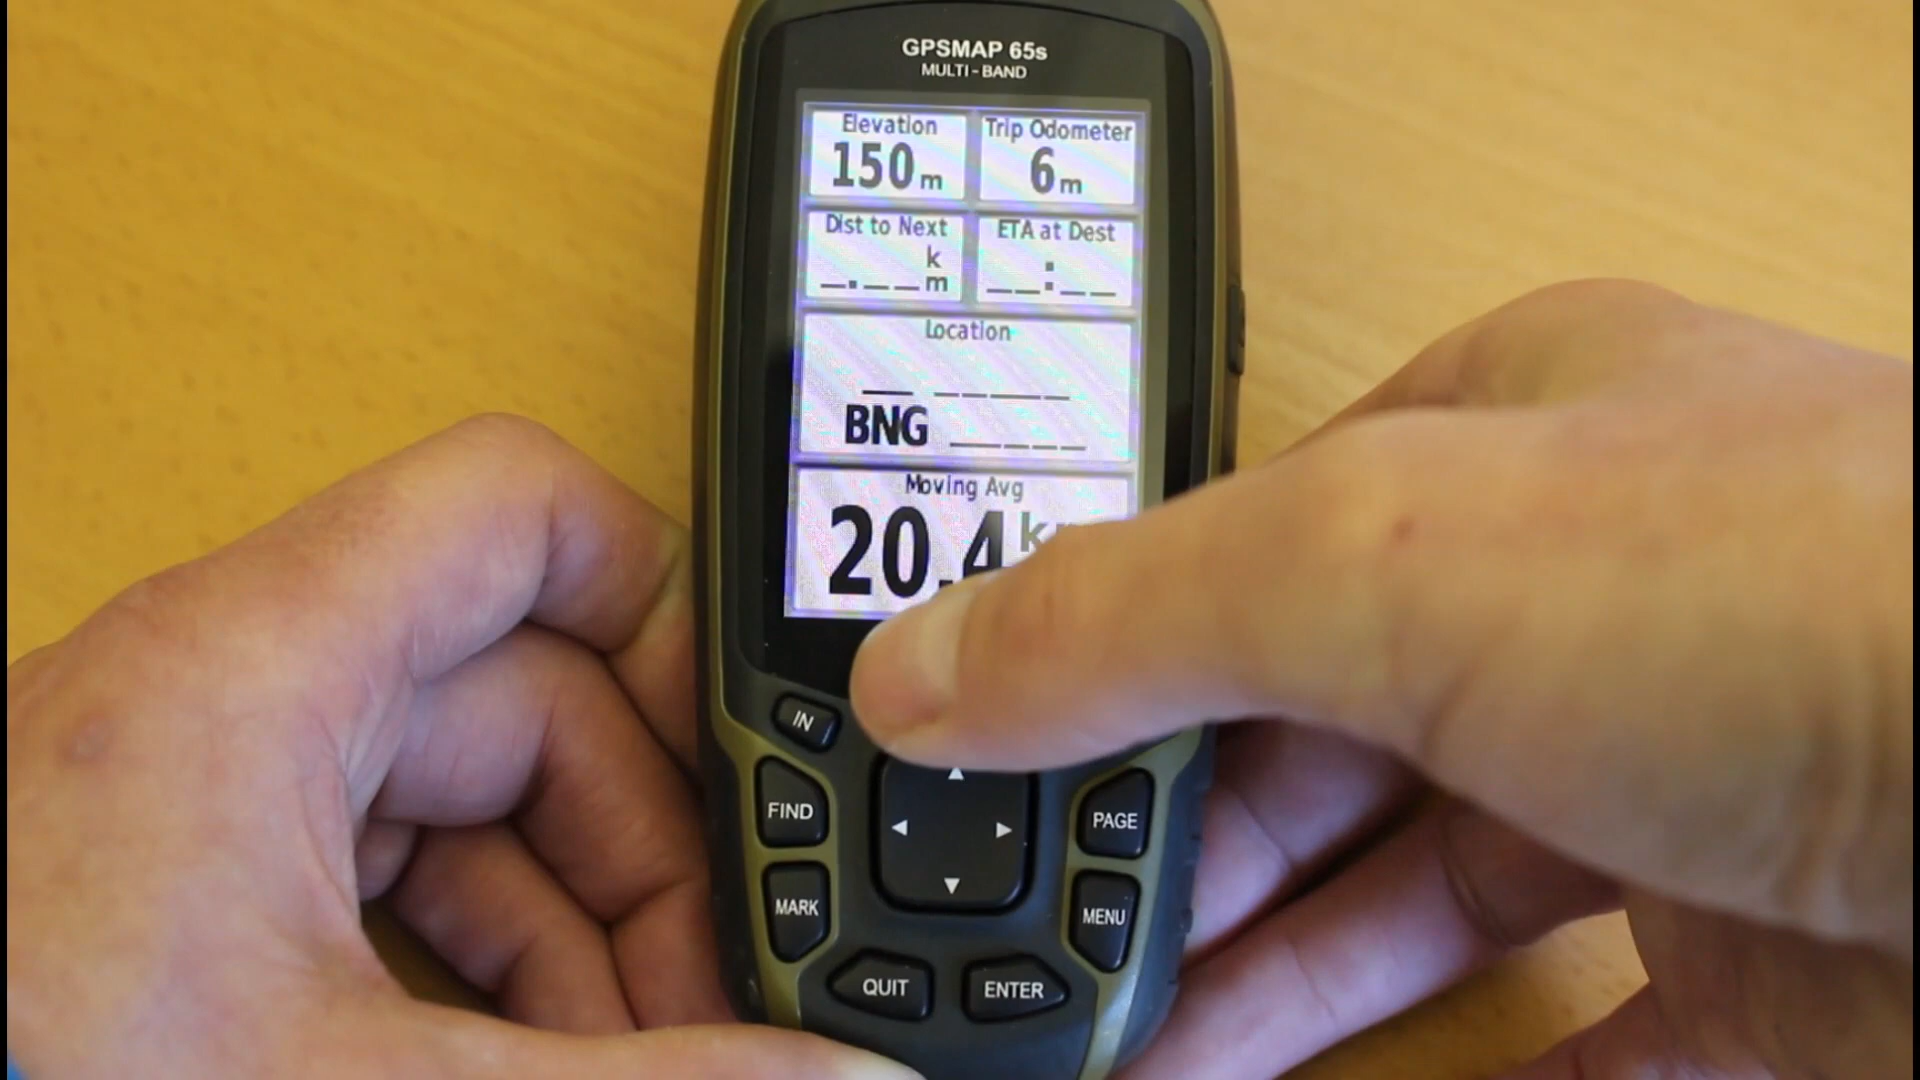 GPSMAP 65s
MULTI-BAND
Elevation
150 m
Trip Odometer
6 m
Dist to Next
_._ _ _ km
ETA at Dest
_ _:_ _
Location
_ _ _ _ _ _ _
BNG _ _ _ _ _
Moving Avg
20.4
IN
FIND
PAGE
MARK
MENU
QUIT
ENTER